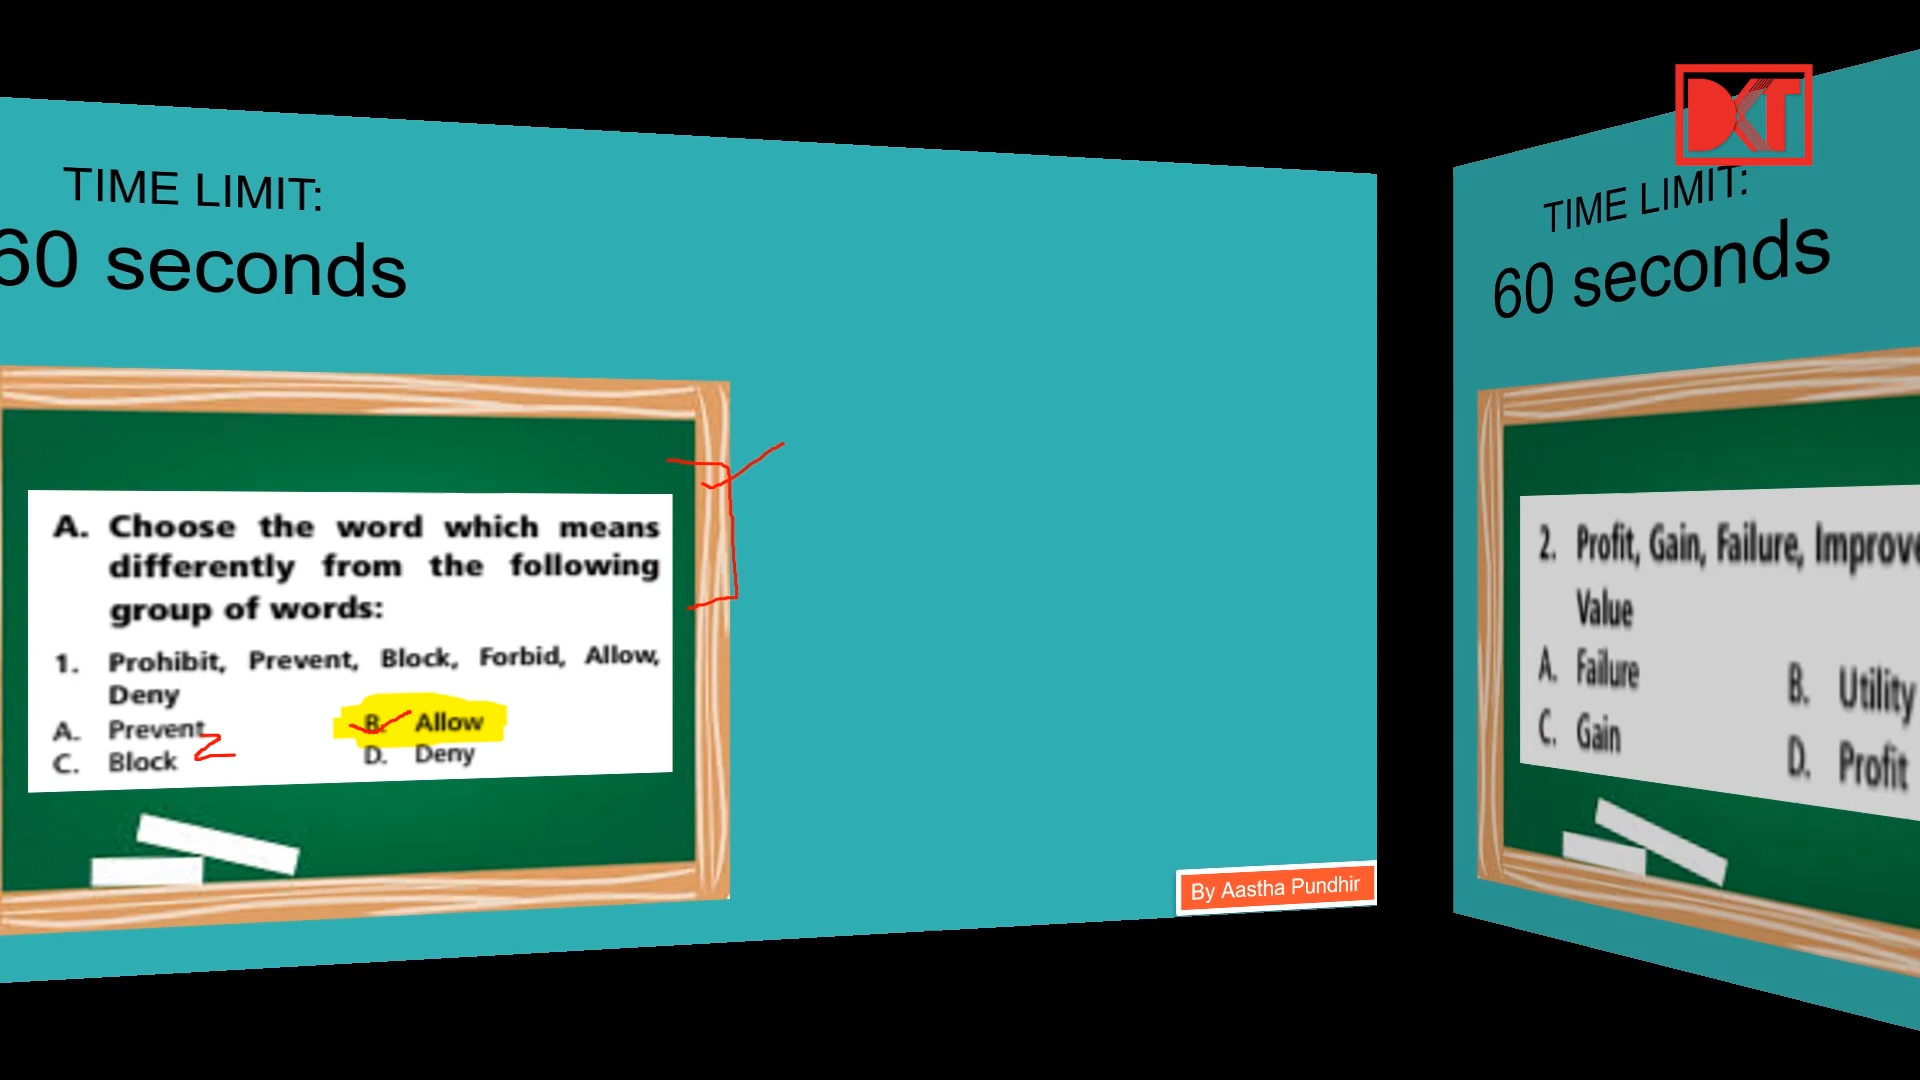 TIME LIMIT:
60 seconds
A. Choose the word which means
differently from the following
group of words:
1. Prohibit, Prevent, Block, Forbid, Allow,
Deny
A. Prevent B. Allow
C. Block D. Deny
2
By Aastha Pundhir
DKT
TIME LIMIT:
60 seconds
2. Profit, Gain, Failure, Improve
Value
A. Failure B. Utility
C. Gain D. Profit